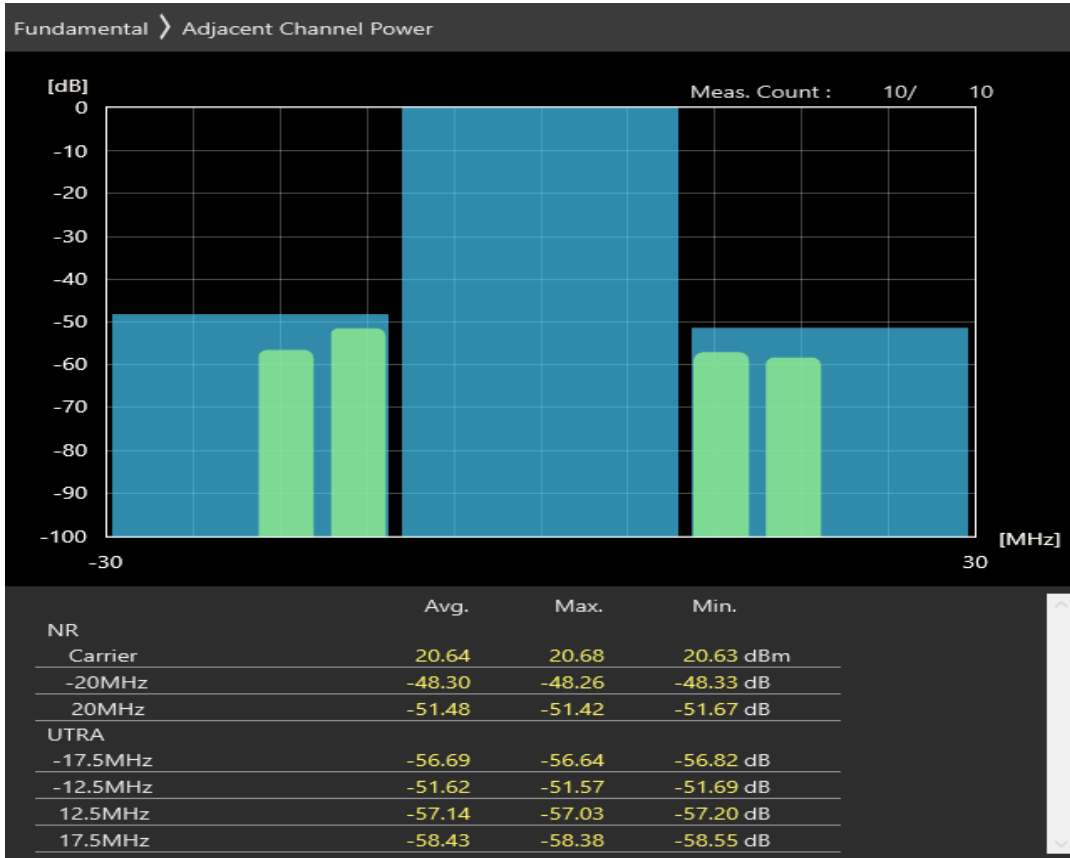 Fundamental ❯ Adjacent Channel Power
[dB]
Meas. Count : 10/ 10
0
-10
-20
-30
-40
-50
-60
-70
-80
-90
-100
[MHz]
-30 30
Avg. Max. Min.
NR
Carrier 20.64 20.68 20.63 dBm
-20MHz -48.30 -48.26 -48.33 dB
20MHz -51.48 -51.42 -51.67 dB
UTRA
-17.5MHz -56.69 -56.64 -56.82 dB
-12.5MHz -51.62 -51.57 -51.69 dB
12.5MHz -57.14 -57.03 -57.20 dB
17.5MHz -58.43 -58.38 -58.55 dB